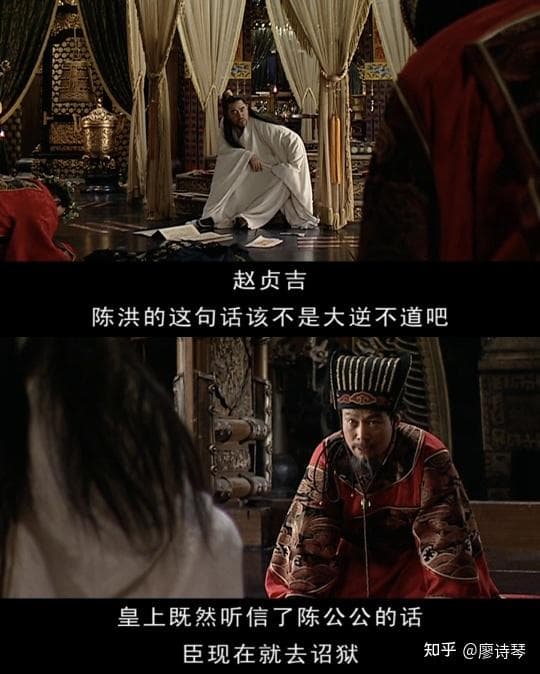 赵贞吉
陈洪的这句话该不是大逆不道吧
皇上既然听信了陈公公的话
臣现在就去诏狱
知乎 @廖诗琴